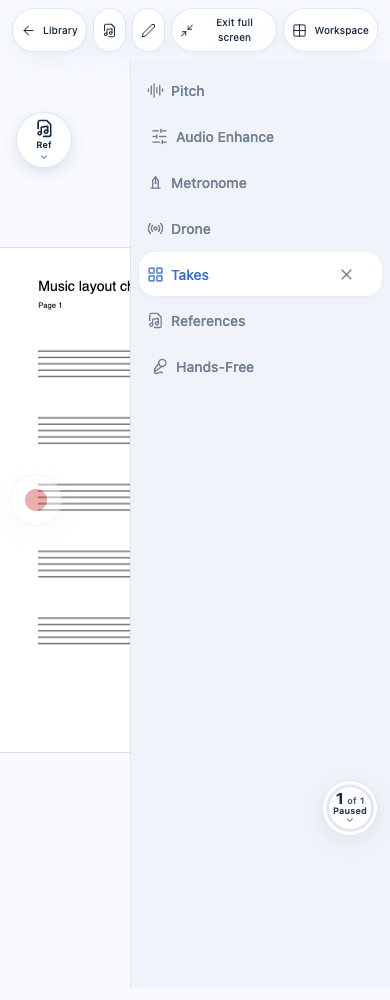 Library
Exit full
screen
Workspace
Ref
Pitch
Audio Enhance
Metronome
Drone
Takes
References
Hands-Free
Music layout ch
Page 1
1 of 1
Paused